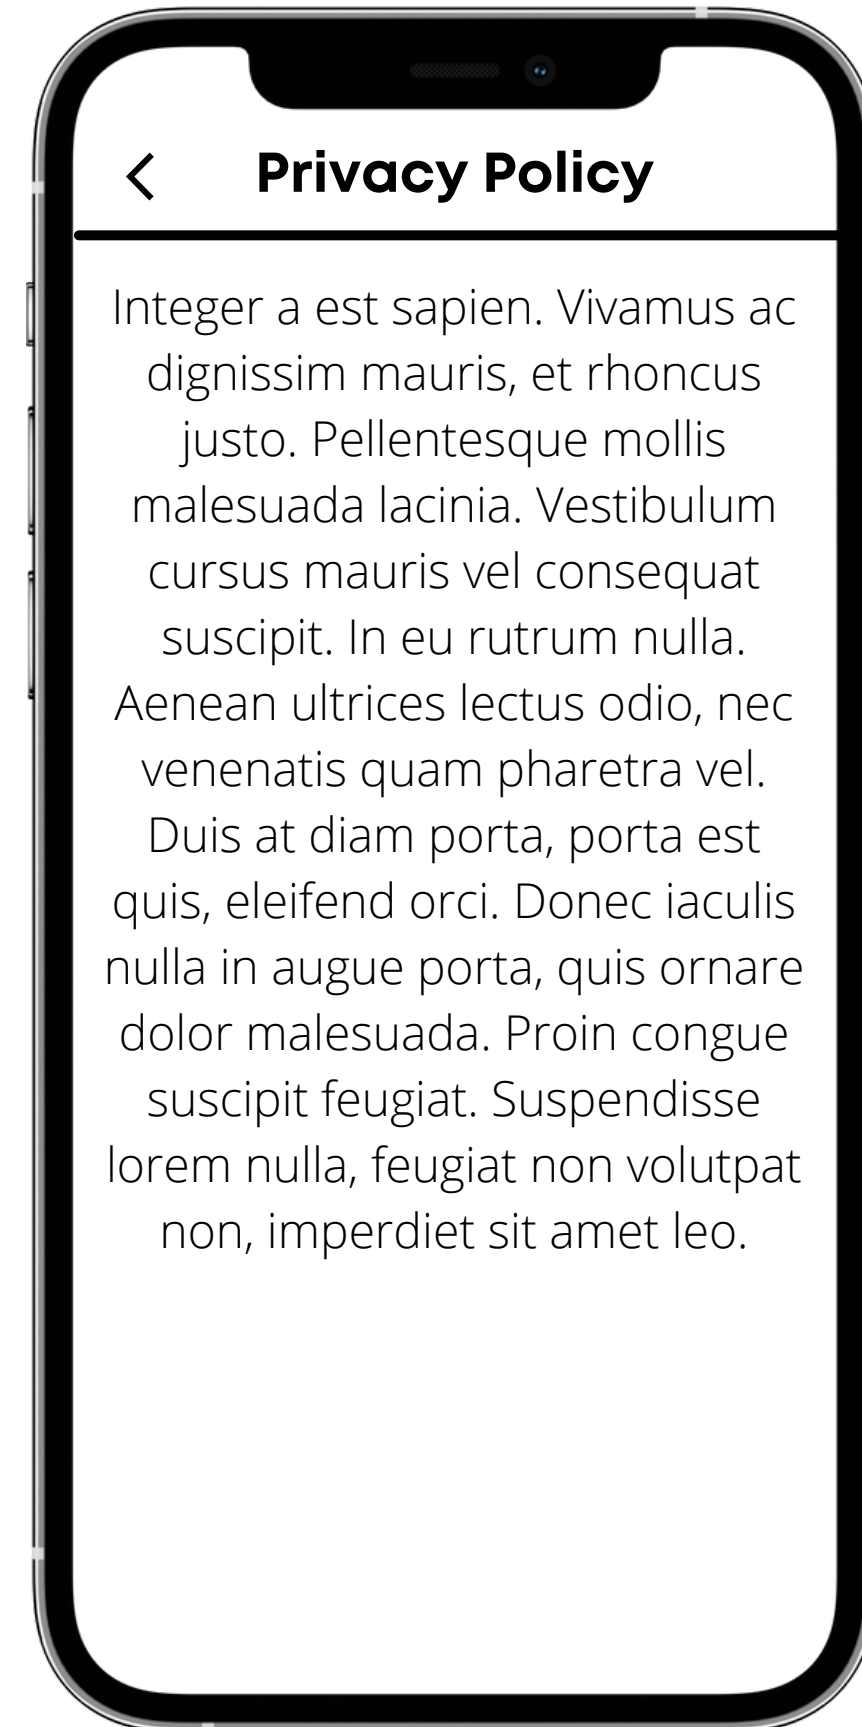 Privacy Policy
Integer a est sapien. Vivamus ac
dignissim mauris, et rhoncus
justo. Pellentesque mollis
malesuada lacinia. Vestibulum
cursus mauris vel consequat
suscipit. In eu rutrum nulla.
Aenean ultrices lectus odio, nec
venenatis quam pharetra vel.
Duis at diam porta, porta est
quis, eleifend orci. Donec iaculis
nulla in augue porta, quis ornare
dolor malesuada. Proin congue
suscipit feugiat. Suspendisse
lorem nulla, feugiat non volutpat
non, imperdiet sit amet leo.